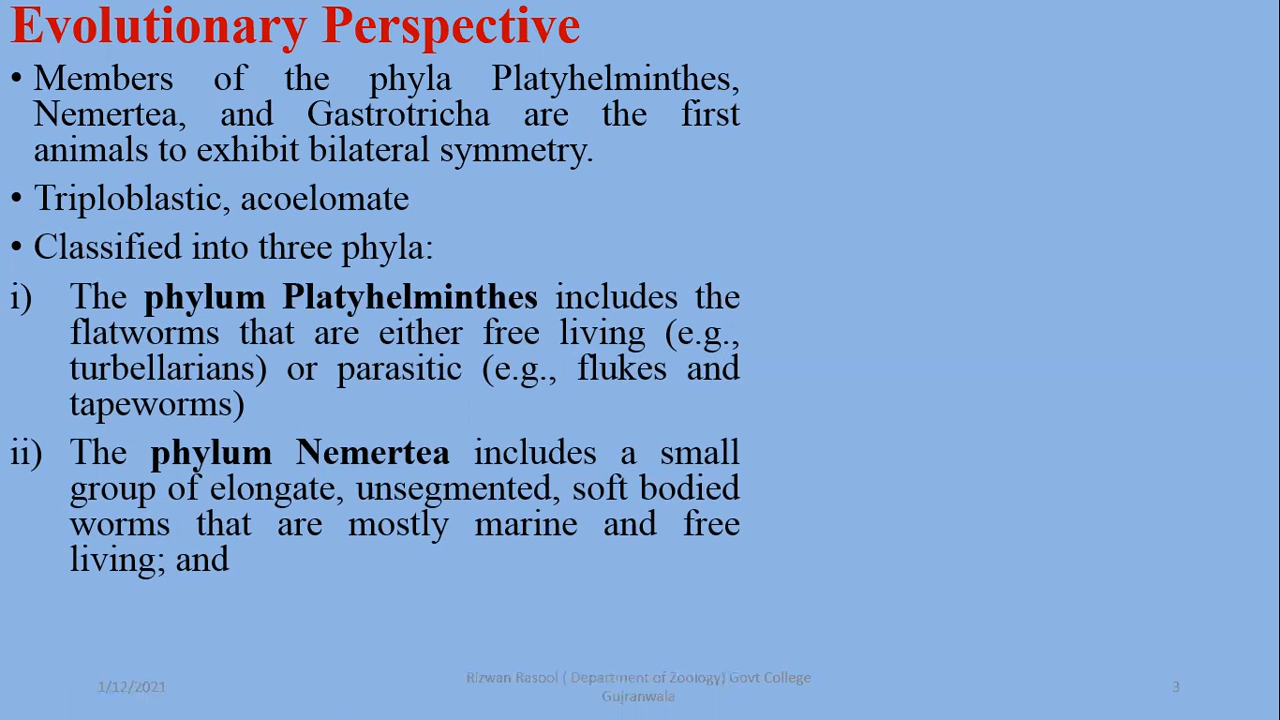 Evolutionary Perspective
• Members of the phyla Platyhelminthes,
Nemertea, and Gastrotricha are the first
animals to exhibit bilateral symmetry.
• Triploblastic, acoelomate
• Classified into three phyla:
i) The phylum Platyhelminthes includes the
flatworms that are either free living (e.g.,
turbellarians) or parasitic (e.g., flukes and
tapeworms)
ii) The phylum Nemertea includes a small
group of elongate, unsegmented, soft bodied
worms that are mostly marine and free
living; and
1/12/2021
Rizwan Rasool ( Department of Zoology) Govt College
Gujranwala
3